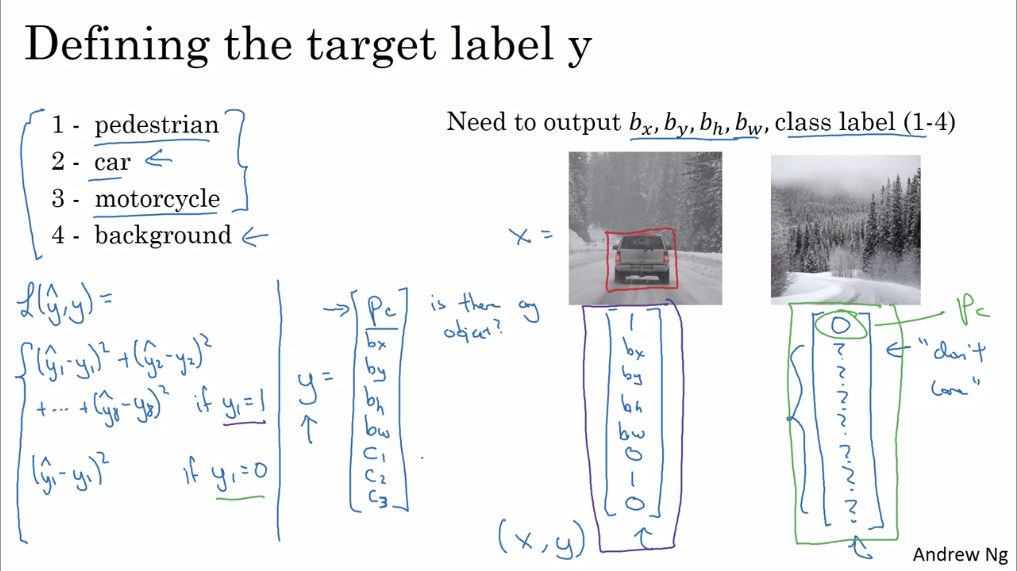 Defining the target label y
1 - pedestrian
2 - car
3 - motorcycle
4 - background
Need to output bx, by, bh, bw, class label (1-4)
x =
ℒ(ŷ, y) =
(ŷ1 - y1)² + (ŷ2 - y2)²
+ ... + (ŷ8 - y8)² if y1 = 1
(ŷ1 - y1)² if y1 = 0
y =
Pc
bx
by
bh
bw
C1
C2
C3
is there any
object?
1
bx
by
bh
bw
0
1
0
(x, y)
0
?
?
?
?
?
?
?
Pc
"don't
care"
Andrew Ng